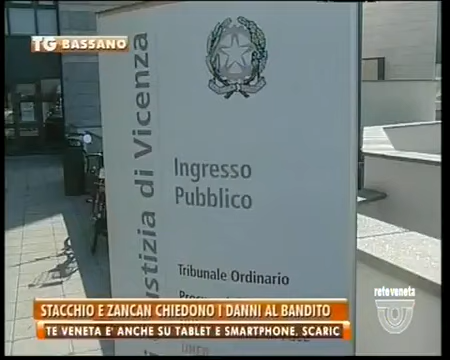 TG BASSANO
ustizia di Vicenza
Ingresso
Pubblico
Tribunale Ordinario
reteveneta
STACCHIO E ZANCAN CHIEDONO I DANNI AL BANDITO
TE VENETA E' ANCHE SU TABLET E SMARTPHONE, SCARIC